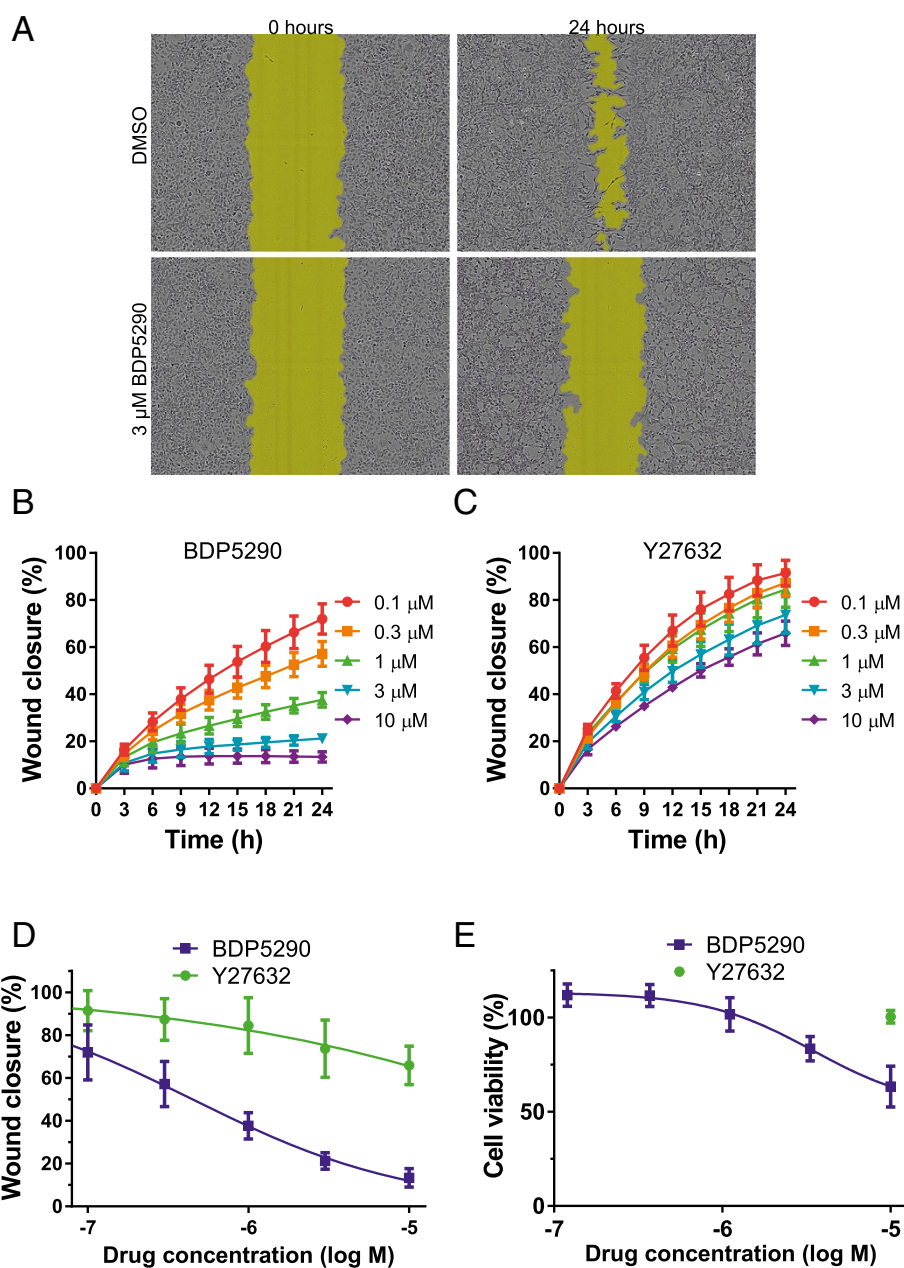 A
0 hours
24 hours
DMSO
3 µM BDP5290
B
C
BDP5290
Wound closure (%)
100
80
60
40
20
0
0 3 6 9 12 15 18 21 24
Time (h)
0.1 µM
0.3 µM
1 µM
3 µM
10 µM
Y27632
Wound closure (%)
100
80
60
40
20
0
0 3 6 9 12 15 18 21 24
Time (h)
0.1 µM
0.3 µM
1 µM
3 µM
10 µM
D
BDP5290
Y27632
Wound closure (%)
100
80
60
40
20
0
-7 -6 -5
Drug concentration (log M)
E
BDP5290
Y27632
Cell viability (%)
100
50
0
-7 -6 -5
Drug concentration (log M)